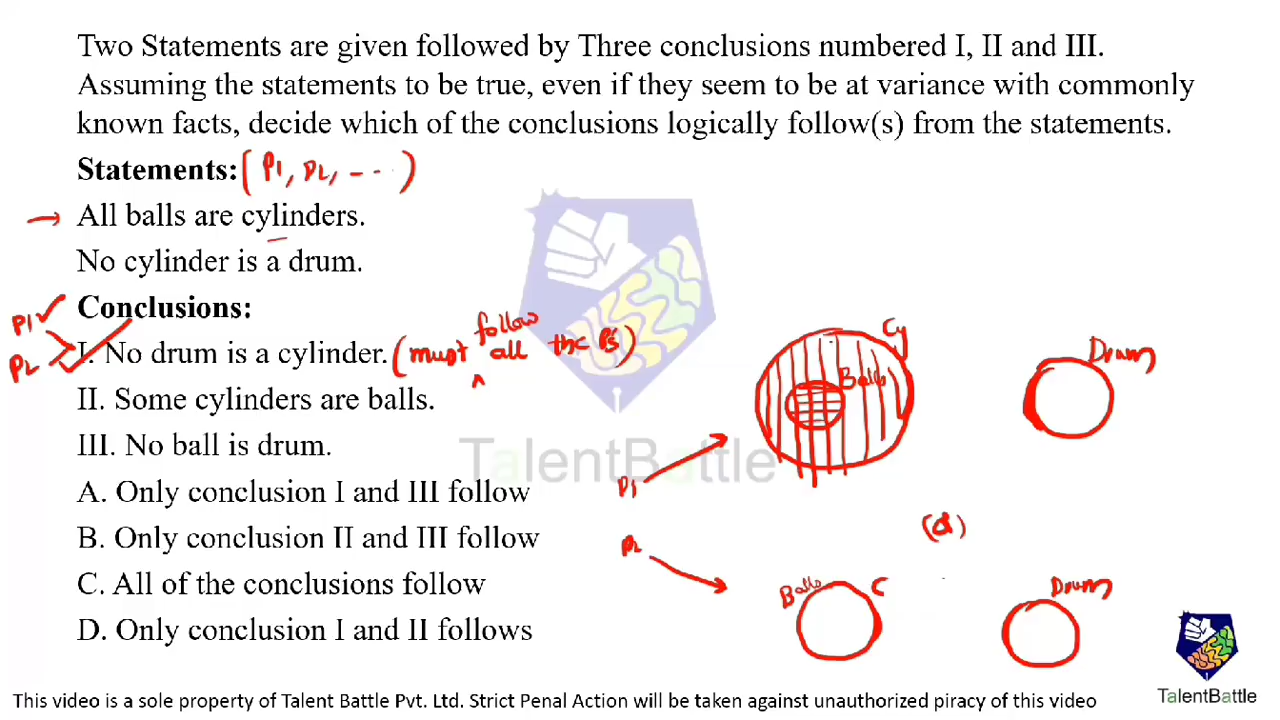 Two Statements are given followed by Three conclusions numbered I, II and III.
Assuming the statements to be true, even if they seem to be at variance with commonly
known facts, decide which of the conclusions logically follow(s) from the statements.
Statements: (P1, P2, -- ..)
→ All balls are cylinders.
No cylinder is a drum.
Conclusions:
P1 ✓
P2
I. No drum is a cylinder. (must follow all the P's)
II. Some cylinders are balls.
III. No ball is drum.
A. Only conclusion I and III follow
B. Only conclusion II and III follow
C. All of the conclusions follow
D. Only conclusion I and II follows
Cy
Balls
Drum
P1
P2
Balls C
Drum
TalentBattle
TalentBattle
This video is a sole property of Talent Battle Pvt. Ltd. Strict Penal Action will be taken against unauthorized piracy of this video